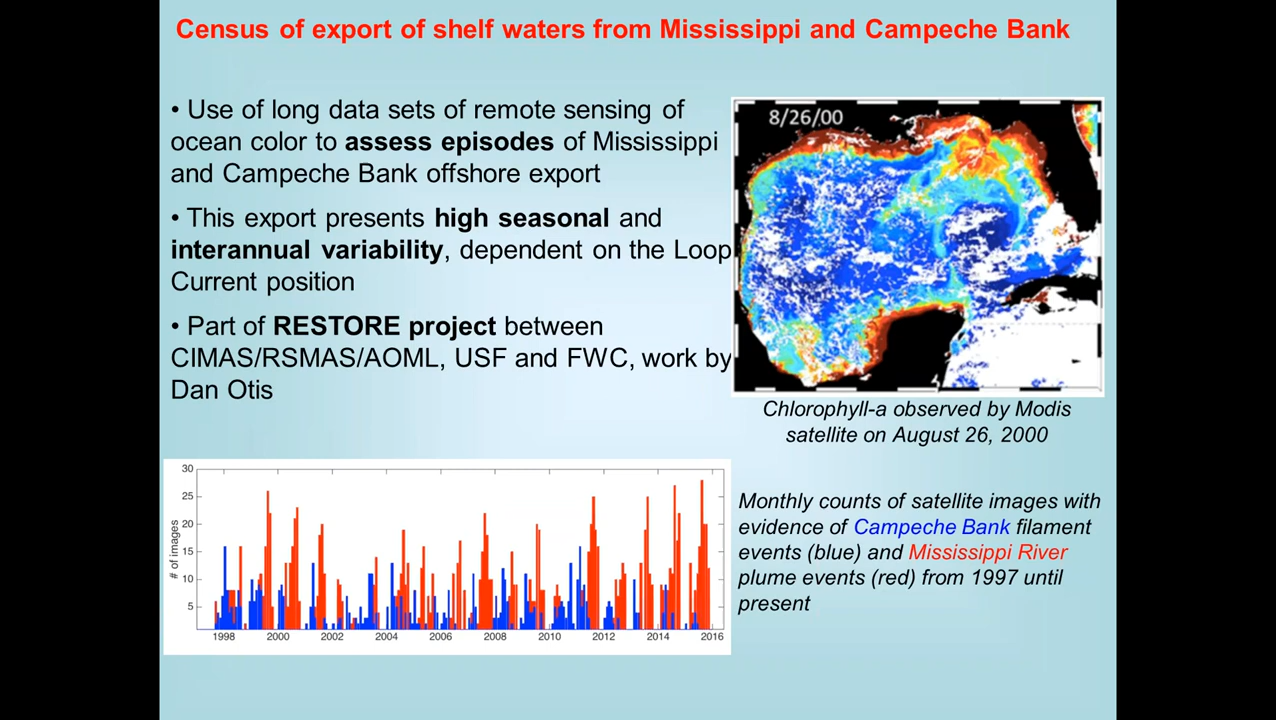 Census of export of shelf waters from Mississippi and Campeche Bank
• Use of long data sets of remote sensing of
ocean color to assess episodes of Mississippi
and Campeche Bank offshore export
• This export presents high seasonal and
interannual variability, dependent on the Loop
Current position
• Part of RESTORE project between
CIMAS/RSMAS/AOML, USF and FWC, work by
Dan Otis
8/26/00
Chlorophyll-a observed by Modis
satellite on August 26, 2000
30
25
20
15
10
5
# of images
1998 2000 2002 2004 2006 2008 2010 2012 2014 2016
Monthly counts of satellite images with
evidence of Campeche Bank filament
events (blue) and Mississippi River
plume events (red) from 1997 until
present